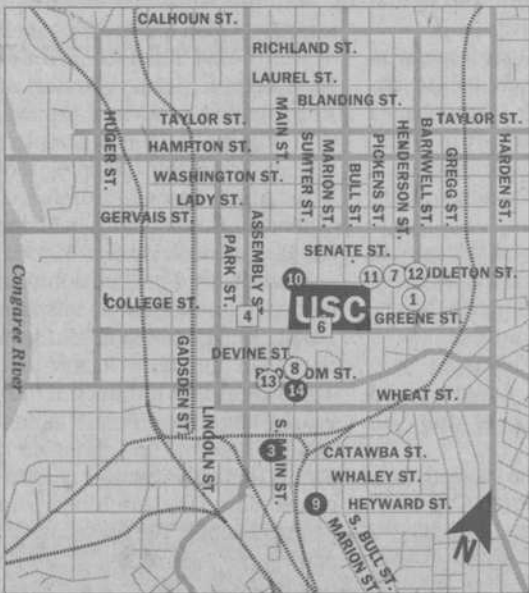 CALHOUN ST.
RICHLAND ST.
LAUREL ST.
BLANDING ST.
TAYLOR ST.
TAYLOR ST.
HAMPTON ST.
WASHINGTON ST.
LADY ST.
GERVAIS ST.
HUGER ST.
MAIN ST.
SUMTER ST.
MARION ST.
BULL ST.
PICKENS ST.
HENDERSON ST.
BARNWELL ST.
GREGG ST.
HARDEN ST.
ASSEMBLY ST
PARK ST.
SENATE ST.
10
11
7
12
IDLETON ST.
1
USC
COLLEGE ST.
4
6
GREENE ST.
Congaree River
GADSDEN ST.
LINCOLN ST
DEVINE ST.
8
OM ST.
13
14
WHEAT ST.
3
S. M IN ST.
CATAWBA ST.
WHALEY ST.
9
HEYWARD ST.
S. BULL ST.
MARION ST
N